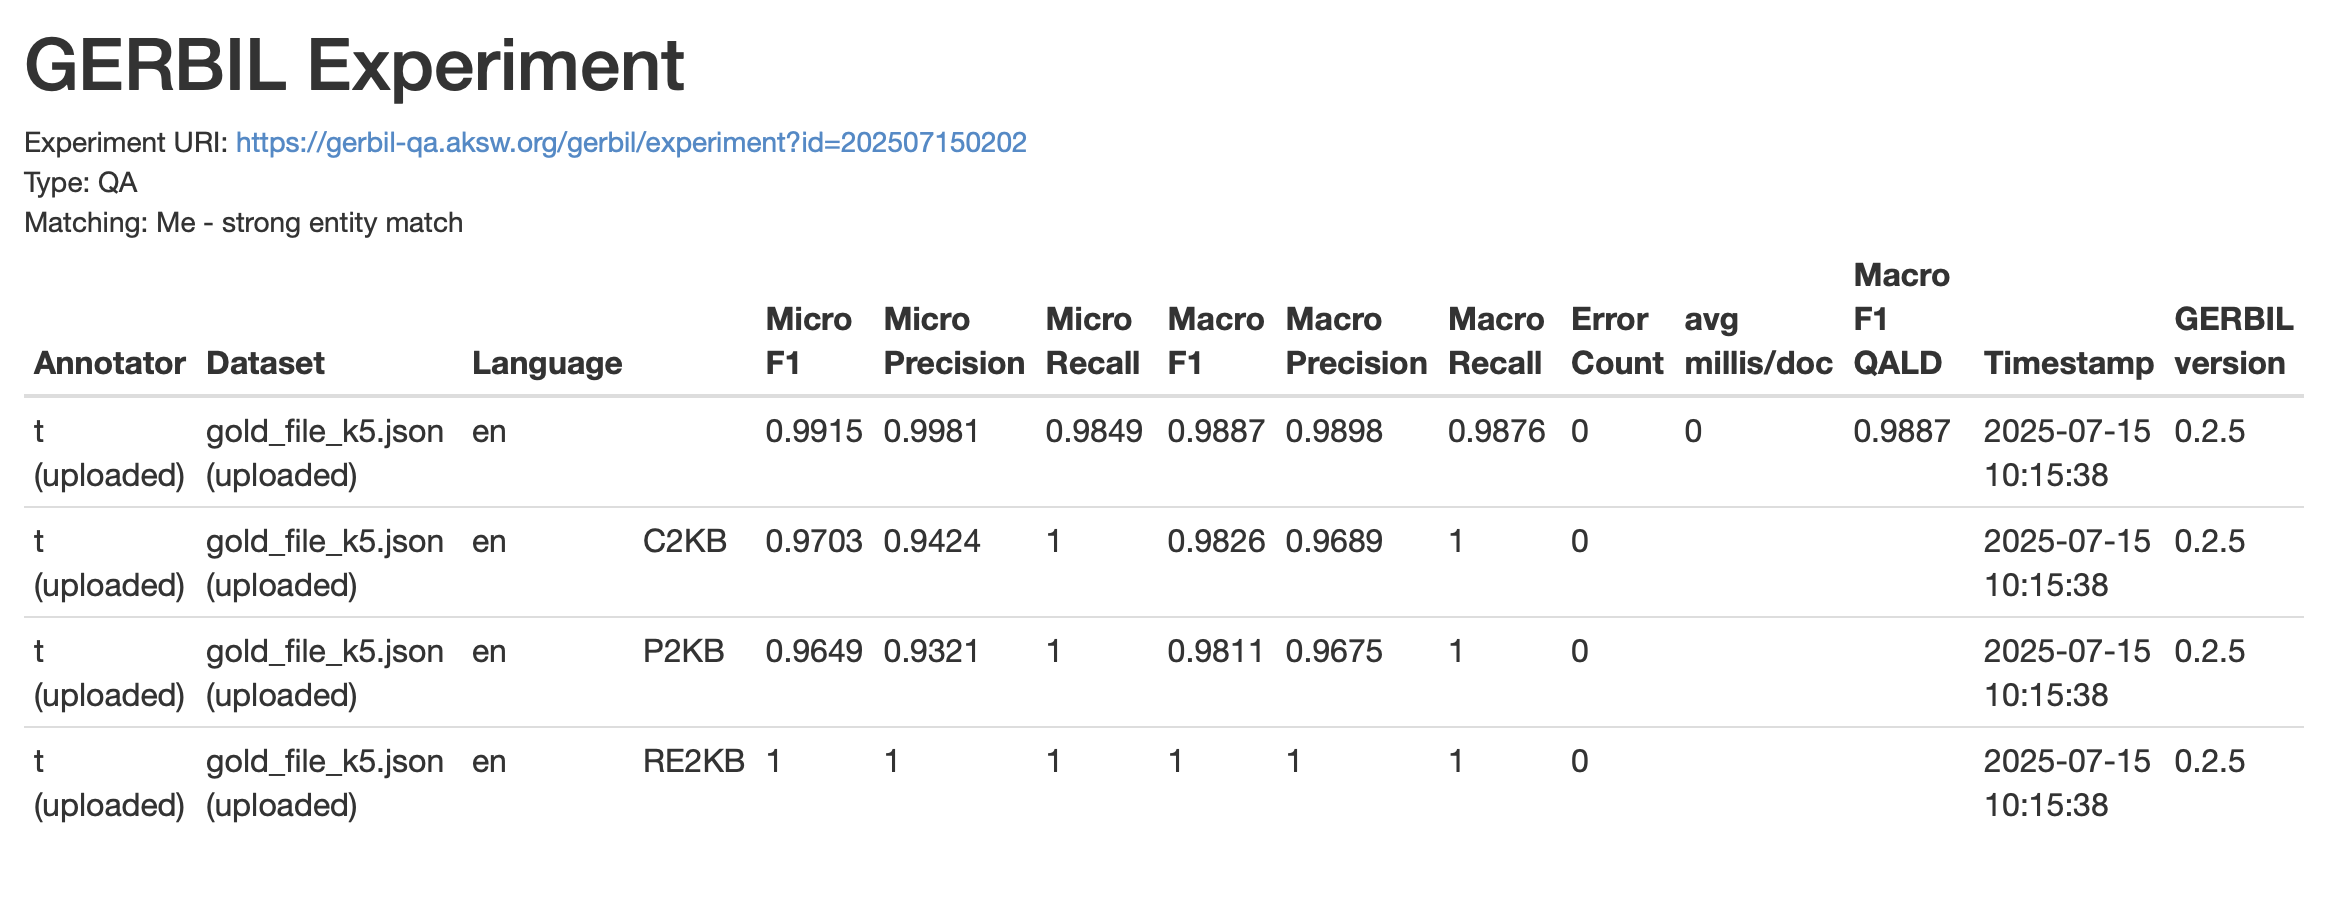 GERBIL Experiment
Experiment URI: https://gerbil-qa.aksw.org/gerbil/experiment?id=202507150202
Type: QA
Matching: Me - strong entity match
Annotator Dataset Language Micro F1 Micro Precision Micro Recall Macro F1 Macro Precision Macro Recall Error Count avg millis/doc Macro F1 QALD Timestamp GERBIL version
t (uploaded) gold_file_k5.json (uploaded) en 0.9915 0.9981 0.9849 0.9887 0.9898 0.9876 0 0 0.9887 2025-07-15 10:15:38 0.2.5
t (uploaded) gold_file_k5.json (uploaded) en C2KB 0.9703 0.9424 1 0.9826 0.9689 1 0 2025-07-15 10:15:38 0.2.5
t (uploaded) gold_file_k5.json (uploaded) en P2KB 0.9649 0.9321 1 0.9811 0.9675 1 0 2025-07-15 10:15:38 0.2.5
t (uploaded) gold_file_k5.json (uploaded) en RE2KB 1 1 1 1 1 1 0 2025-07-15 10:15:38 0.2.5